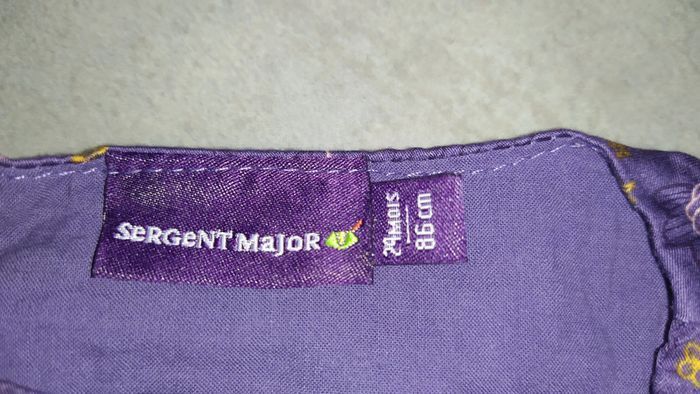 SeRGeNT MaJoR
24 MOIS
86 cm